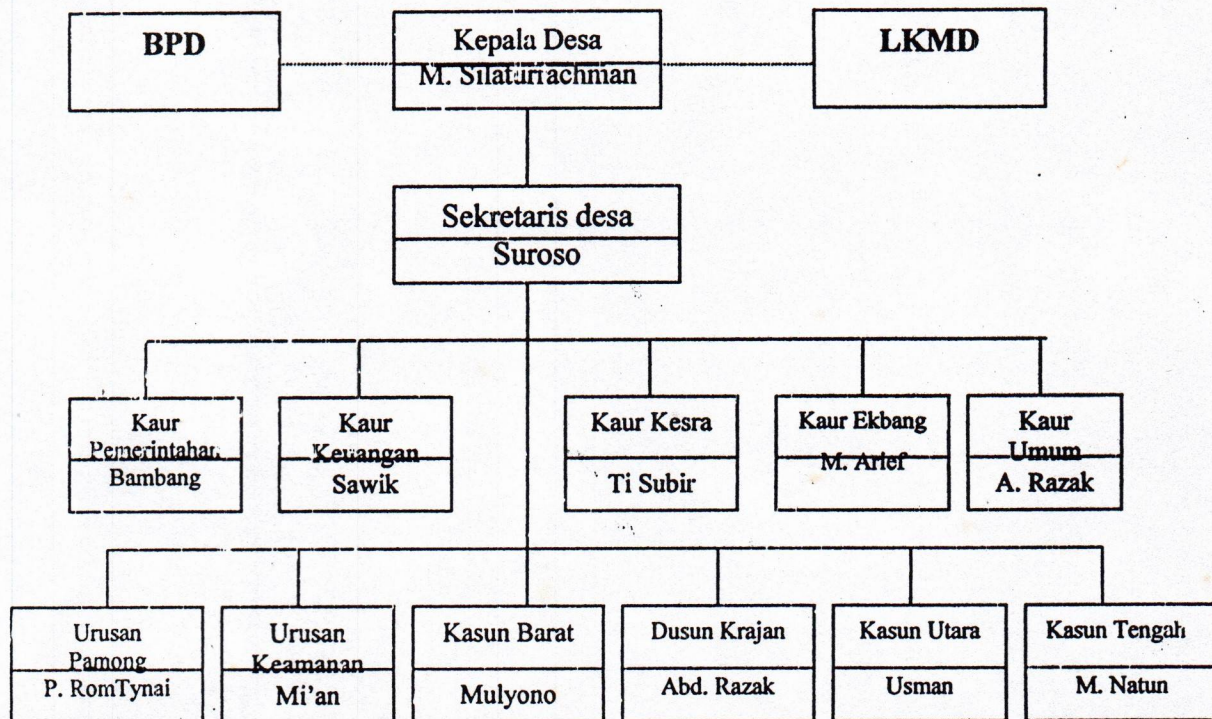 BPD
Kepala Desa
M. Silaturrachman
LKMD
Sekretaris desa
Suroso
Kaur
Pemerintahan
Bambang
Kaur
Keuangan
Sawik
Kaur Kesra
Ti Subir
Kaur Ekbang
M. Arief
Kaur
Umum
A. Razak
Urusan
Pamong
P. RomTynai
Urusan
Keamanan
Mi'an
Kasun Barat
Mulyono
Dusun Krajan
Abd. Razak
Kasun Utara
Usman
Kasun Tengah
M. Natun